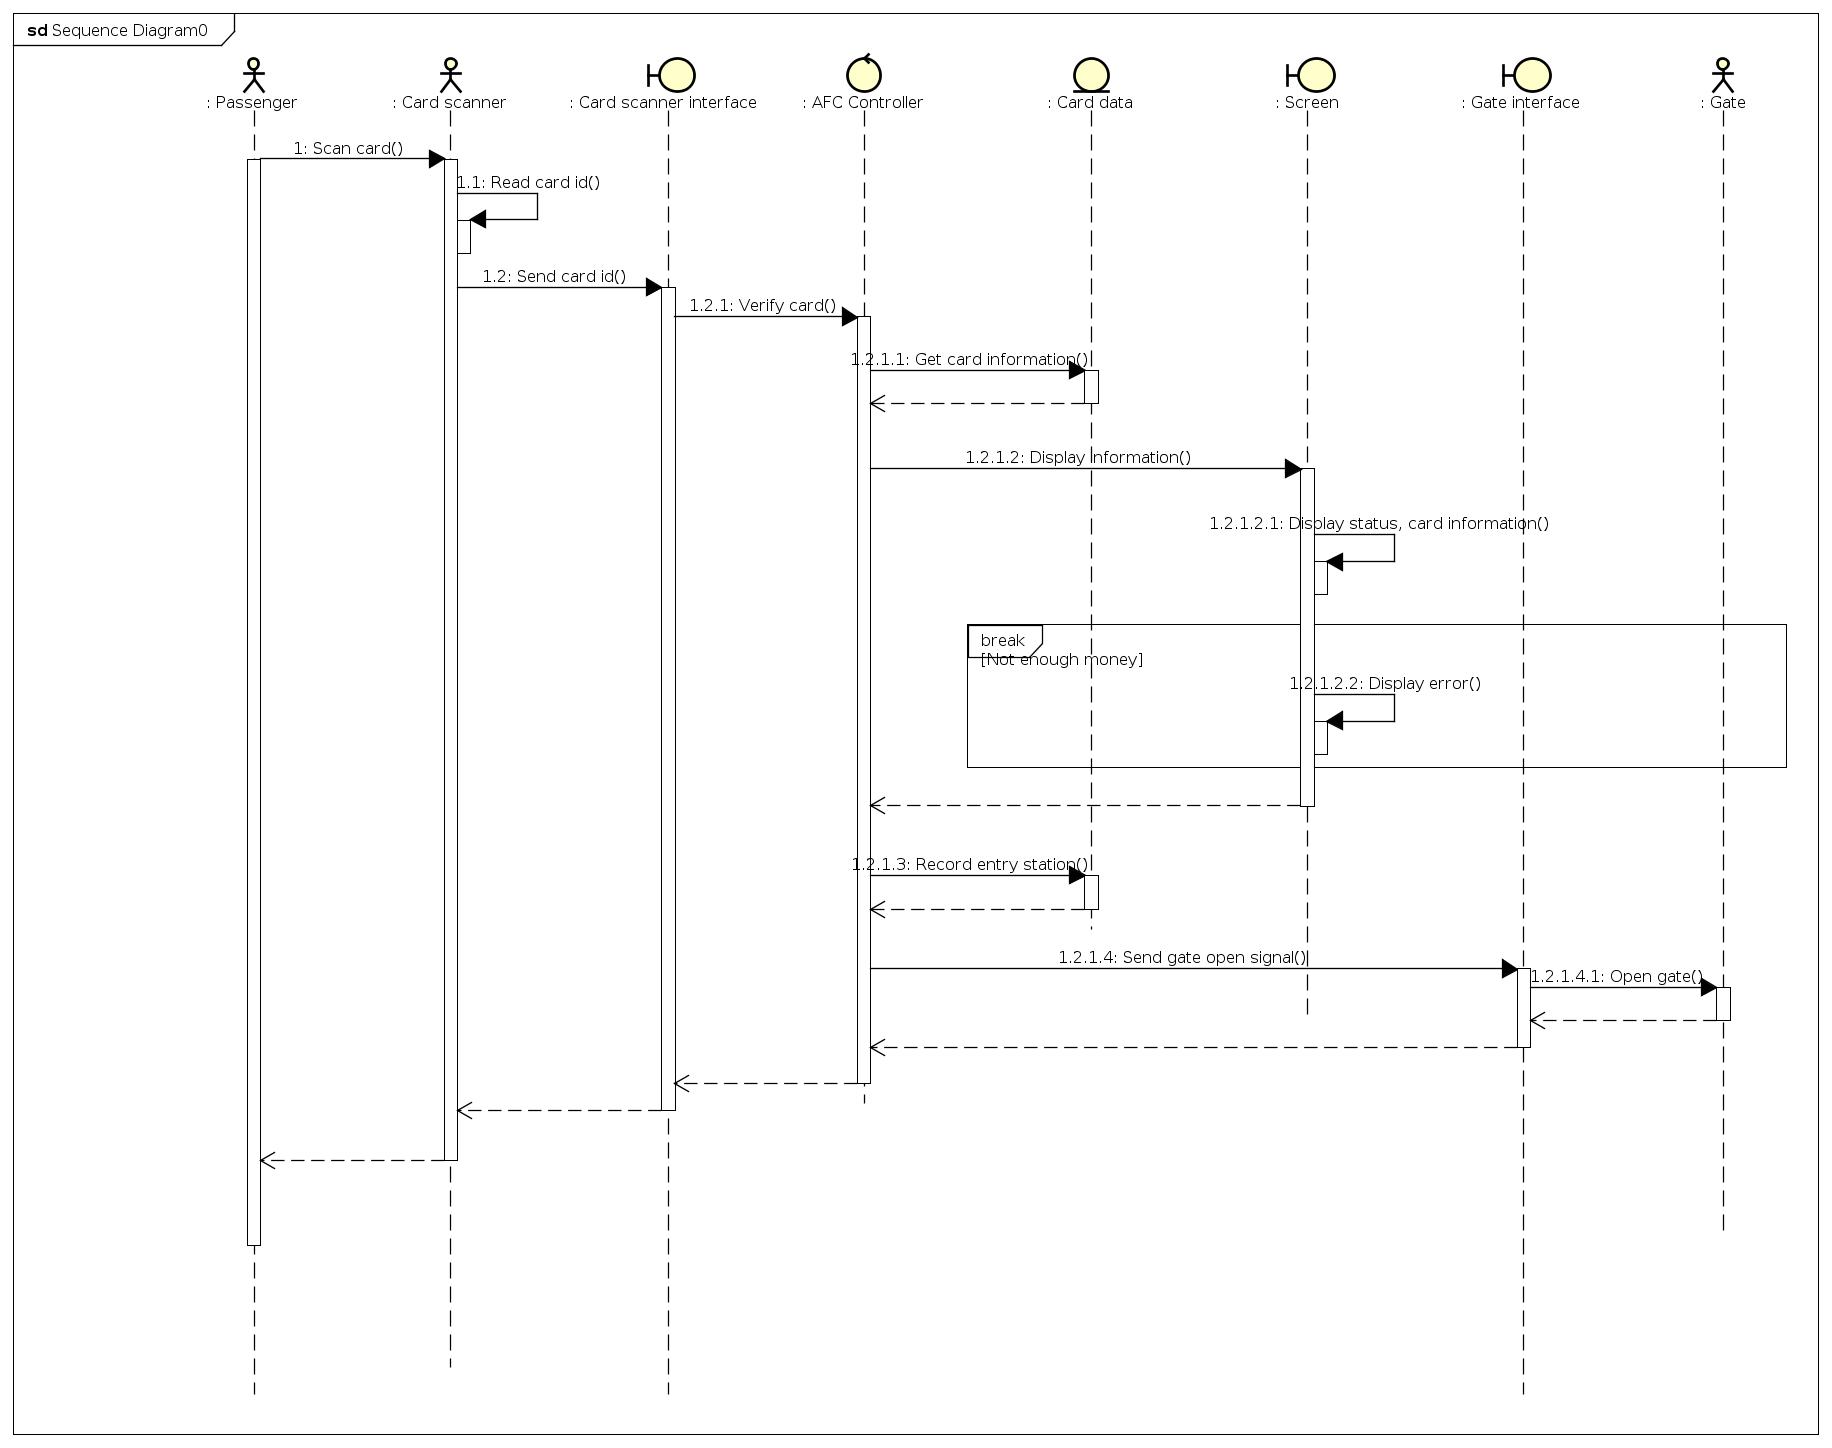 sd Sequence Diagram0
: Passenger
: Card scanner
: Card scanner interface
: AFC Controller
: Card data
: Screen
: Gate interface
: Gate
1: Scan card()
1.1: Read card id()
1.2: Send card id()
1.2.1: Verify card()
1.2.1.1: Get card information()
1.2.1.2: Display information()
1.2.1.2.1: Display status, card information()
break
[Not enough money]
1.2.1.2.2: Display error()
1.2.1.3: Record entry station()
1.2.1.4: Send gate open signal()
1.2.1.4.1: Open gate()